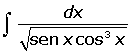 ∫ dx / √(sen x cos³ x)